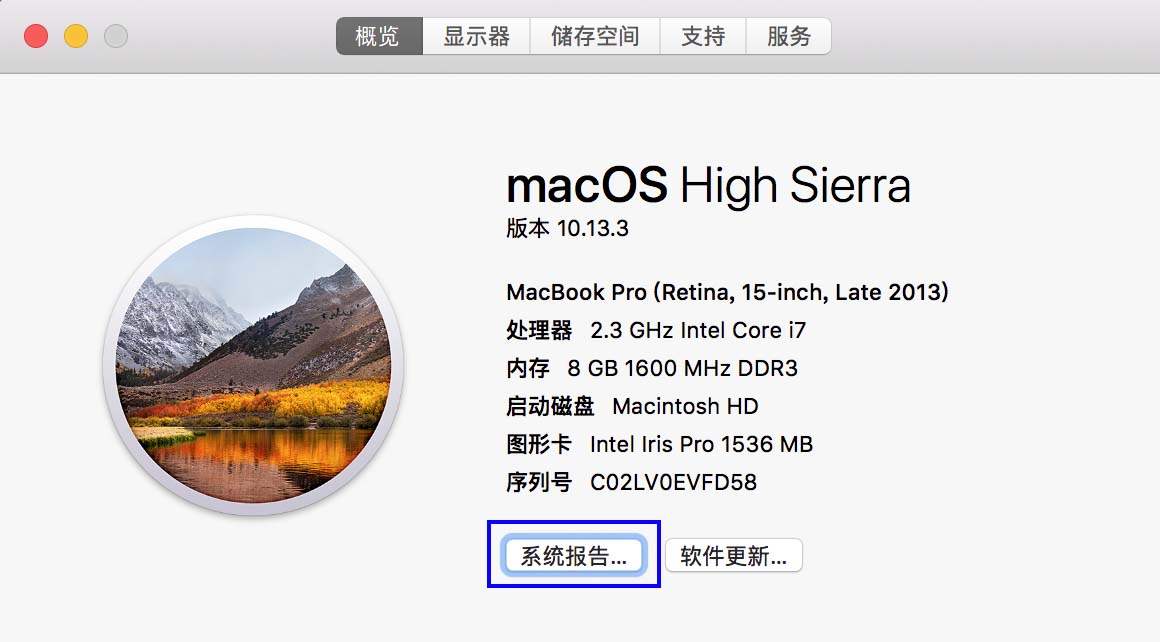 概览 显示器 储存空间 支持 服务
macOS High Sierra
版本 10.13.3
MacBook Pro (Retina, 15-inch, Late 2013)
处理器 2.3 GHz Intel Core i7
内存 8 GB 1600 MHz DDR3
启动磁盘 Macintosh HD
图形卡 Intel Iris Pro 1536 MB
序列号 C02LV0EVFD58
系统报告... 软件更新...